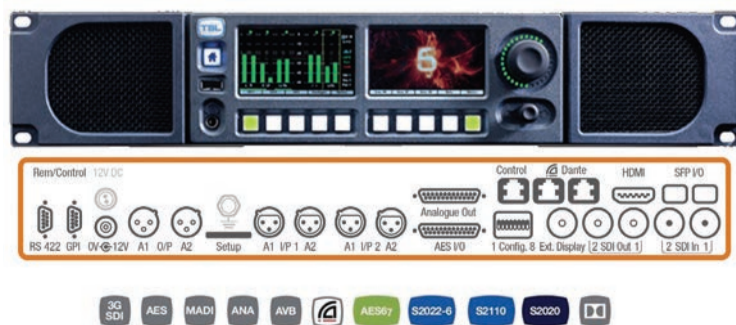 TSL
6
Rem/Control 12V DC
Control Dante HDMI SFP I/O
Analogue Out
RS 422 GPI 0V 12V A1 O/P A2 Setup A1 I/P 1 A2 A1 I/P 2 A2 AES I/O 1 Config. 8 Ext. Display 2 SDI Out 1 2 SDI In 1
3G SDI AES MADI ANA AVB AES67 S2022-6 S2110 S2020